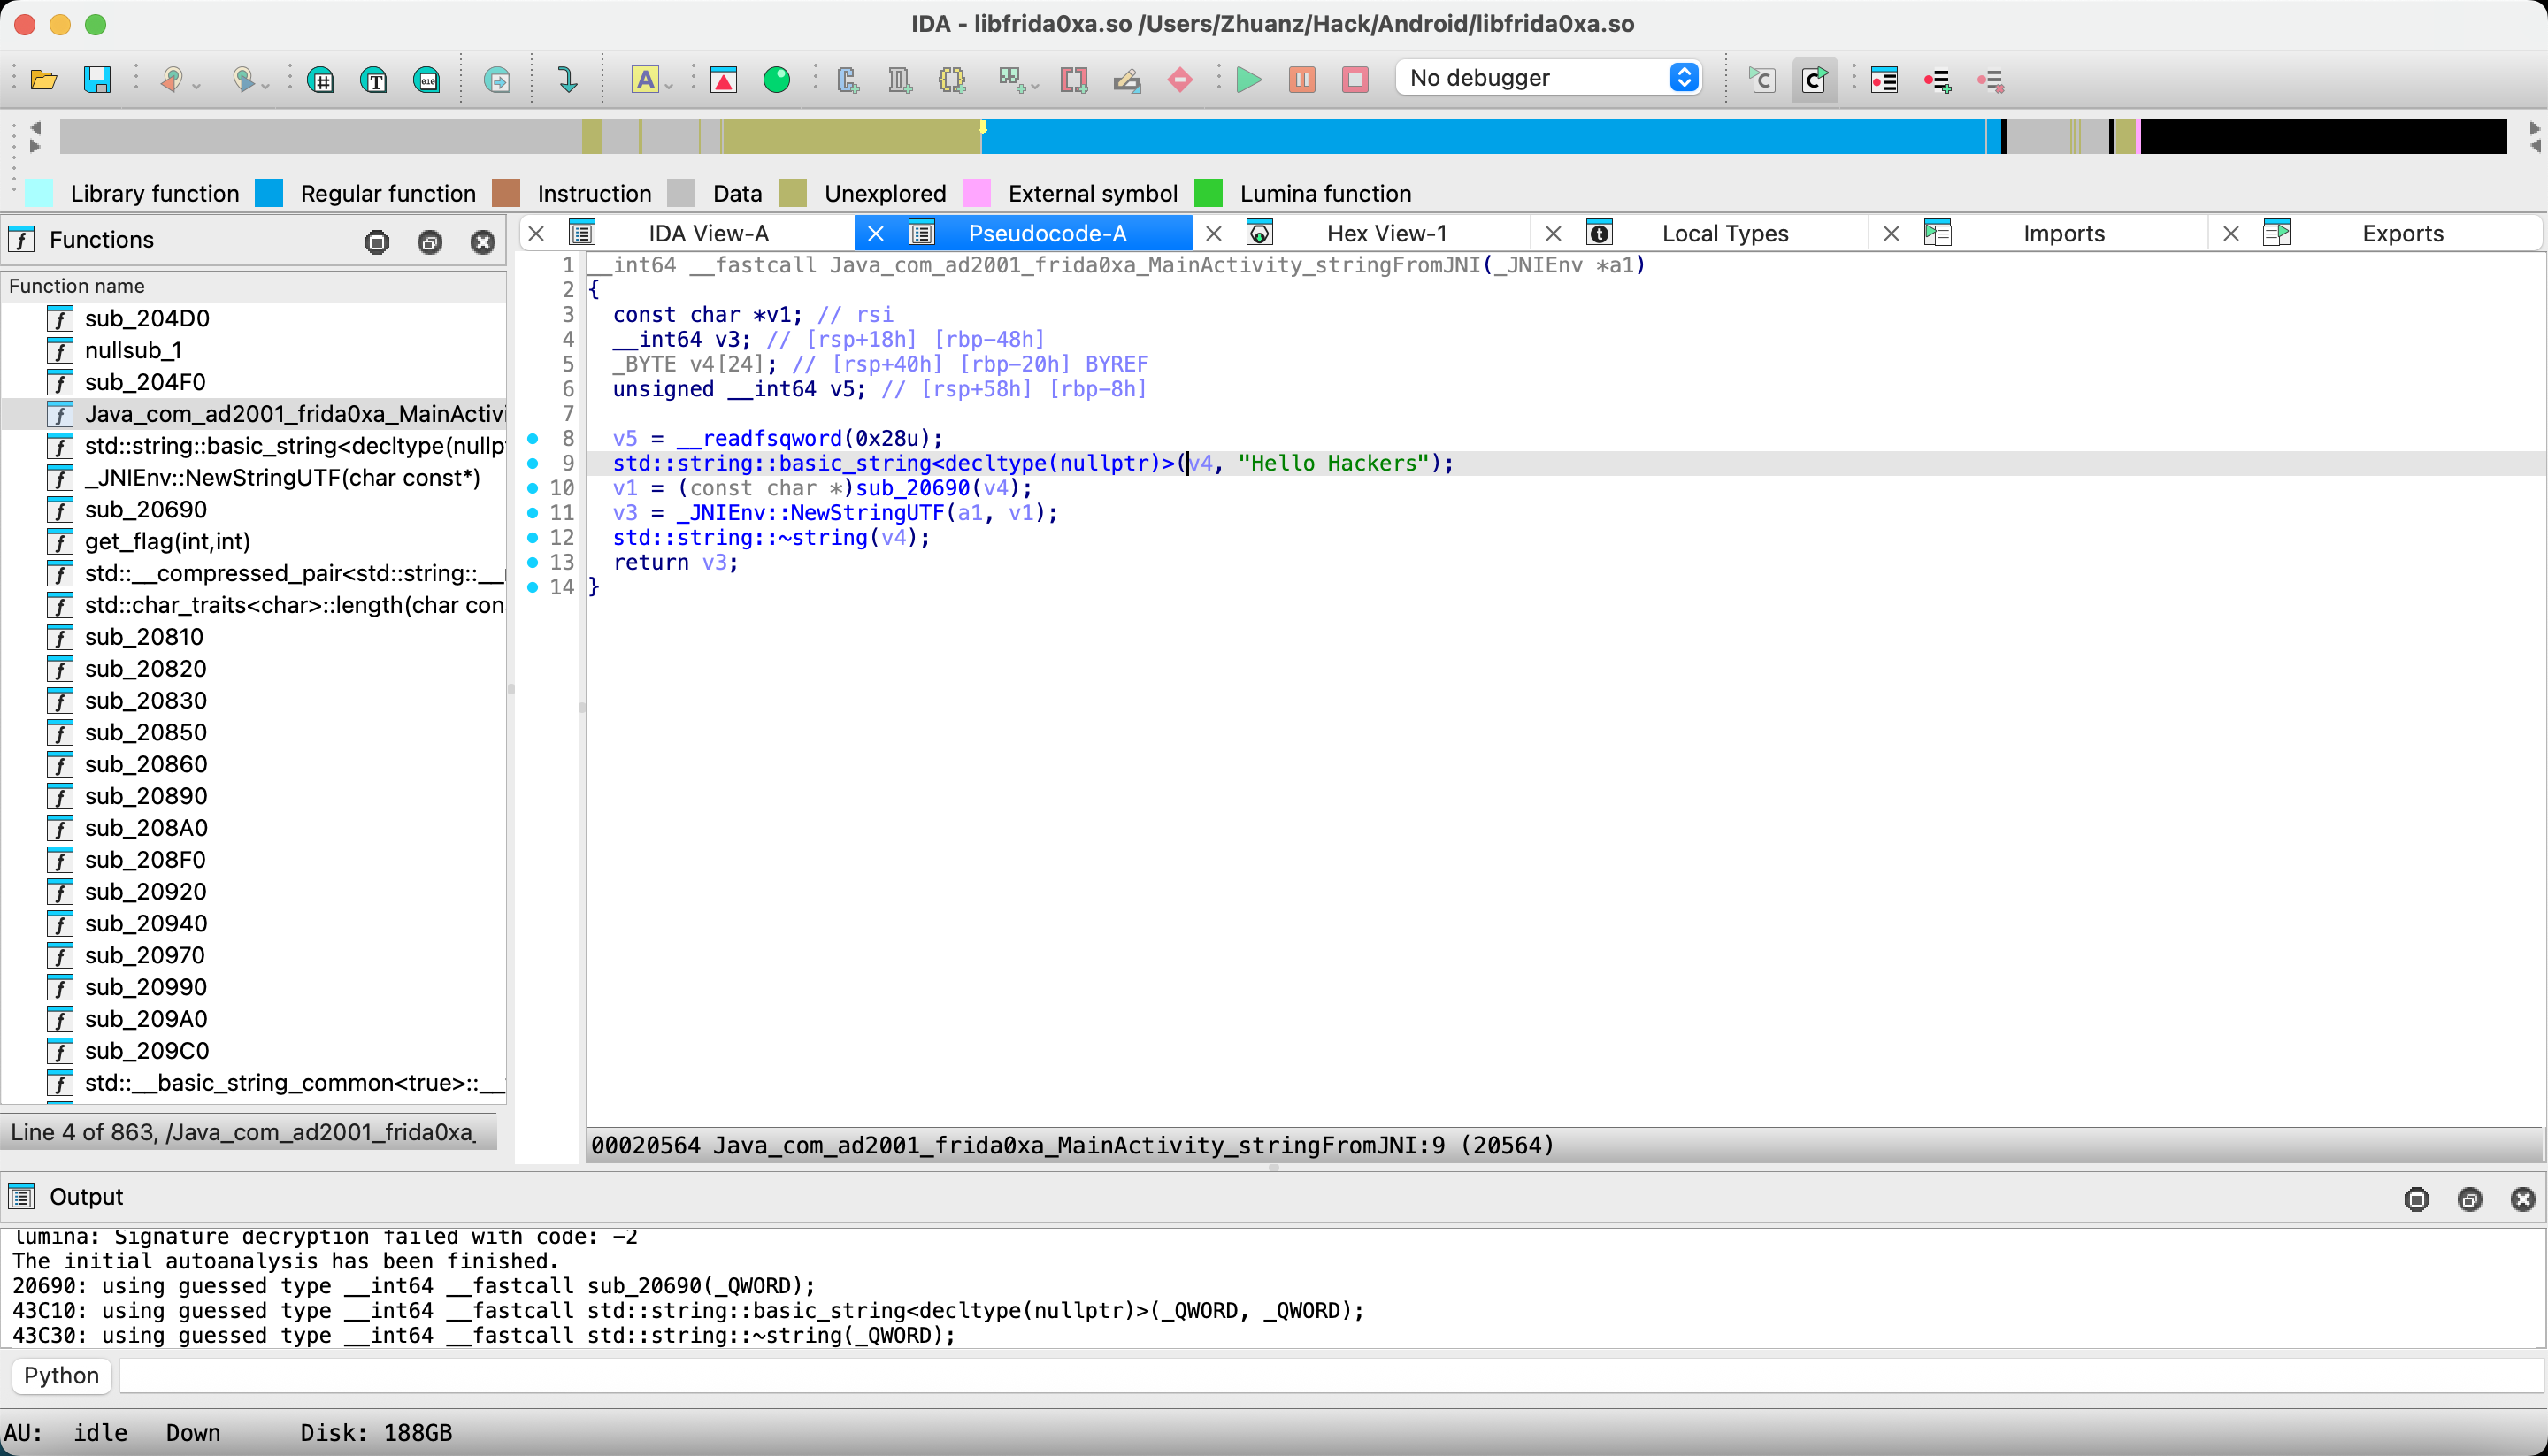 IDA - libfrida0xa.so /Users/Zhuanz/Hack/Android/libfrida0xa.so
No debugger
Library function Regular function Instruction Data Unexplored External symbol Lumina function
Functions
IDA View-A Pseudocode-A Hex View-1 Local Types Imports Exports
Function name
sub_204D0
nullsub_1
sub_204F0
Java_com_ad2001_frida0xa_MainActivi
std::string::basic_string<decltype(nullp
_JNIEnv::NewStringUTF(char const*)
sub_20690
get_flag(int,int)
std::__compressed_pair<std::string::__
std::char_traits<char>::length(char con
sub_20810
sub_20820
sub_20830
sub_20850
sub_20860
sub_20890
sub_208A0
sub_208F0
sub_20920
sub_20940
sub_20970
sub_20990
sub_209A0
sub_209C0
std::__basic_string_common<true>::__
Line 4 of 863, /Java_com_ad2001_frida0xa_
1 __int64 __fastcall Java_com_ad2001_frida0xa_MainActivity_stringFromJNI(_JNIEnv *a1)
2 {
3 const char *v1; // rsi
4 __int64 v3; // [rsp+18h] [rbp-48h]
5 _BYTE v4[24]; // [rsp+40h] [rbp-20h] BYREF
6 unsigned __int64 v5; // [rsp+58h] [rbp-8h]
7
8 v5 = __readfsqword(0x28u);
9 std::string::basic_string<decltype(nullptr)>(v4, "Hello Hackers");
10 v1 = (const char *)sub_20690(v4);
11 v3 = _JNIEnv::NewStringUTF(a1, v1);
12 std::string::~string(v4);
13 return v3;
14 }
00020564 Java_com_ad2001_frida0xa_MainActivity_stringFromJNI:9 (20564)
Output
lumina: Signature decryption failed with code: -2
The initial autoanalysis has been finished.
20690: using guessed type __int64 __fastcall sub_20690(_QWORD);
43C10: using guessed type __int64 __fastcall std::string::basic_string<decltype(nullptr)>(_QWORD, _QWORD);
43C30: using guessed type __int64 __fastcall std::string::~string(_QWORD);
Python
AU: idle Down Disk: 188GB